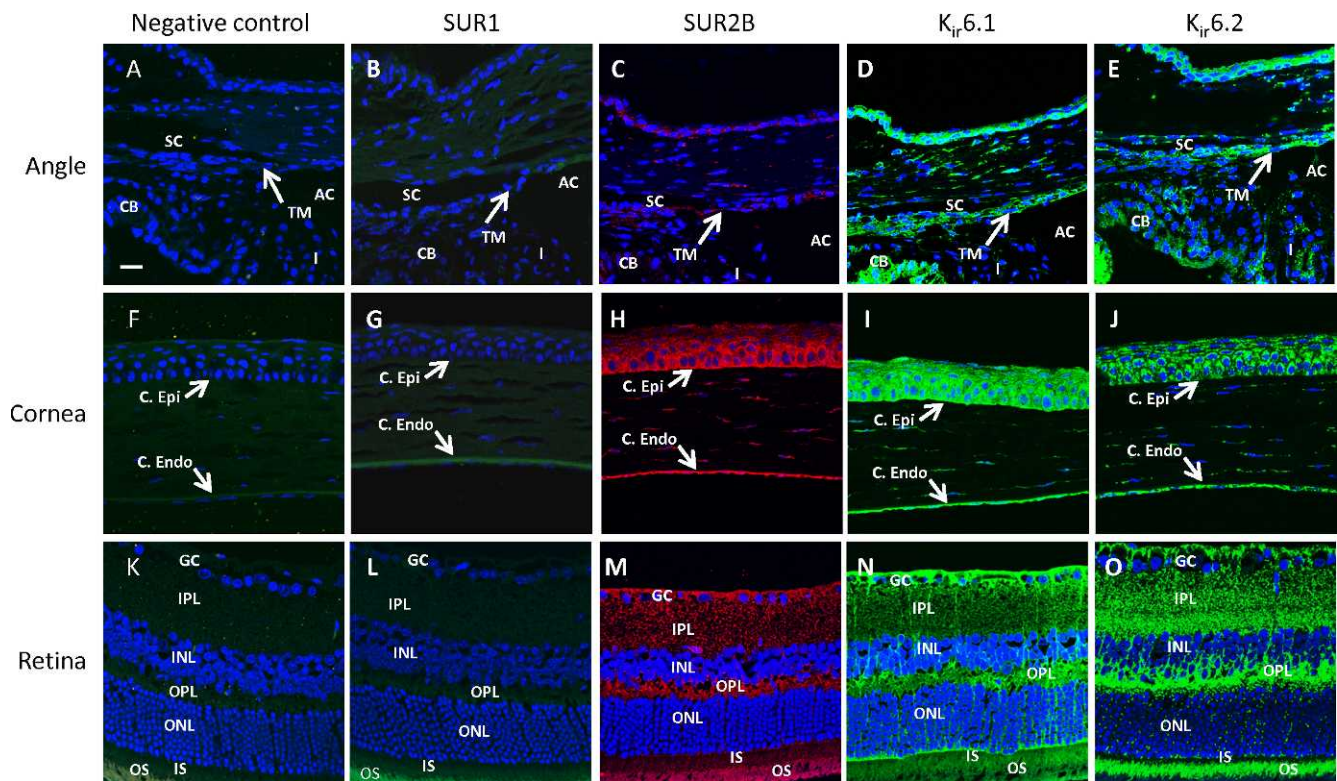 Negative control SUR1 SUR2B Kir6.1 Kir6.2
Angle
A
SC
AC
CB
TM
I
B
SC
AC
CB
TM
I
C
SC
AC
CB
TM
I
D
SC
AC
CB
TM
I
E
SC
AC
CB
TM
I
Cornea
F
C. Epi
C. Endo
G
C. Epi
C. Endo
H
C. Epi
C. Endo
I
C. Epi
C. Endo
J
C. Epi
C. Endo
Retina
K
GC
IPL
INL
OPL
ONL
IS
OS
L
GC
IPL
INL
OPL
ONL
IS
OS
M
GC
IPL
INL
OPL
ONL
IS
OS
N
GC
IPL
INL
OPL
ONL
IS
OS
O
GC
IPL
INL
OPL
ONL
IS
OS